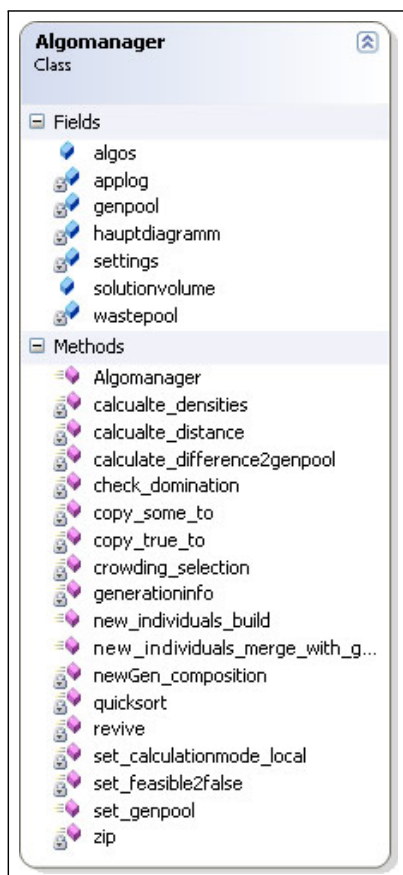 Algomanager
Class
Fields
algos
applog
genpool
hauptdiagramm
settings
solutionvolume
wastepool
Methods
Algomanager
calcualte_densities
calcualte_distance
calculate_difference2genpool
check_domination
copy_some_to
copy_true_to
crowding_selection
generationinfo
new_individuals_build
new_individuals_merge_with_g...
newGen_composition
quicksort
revive
set_calculationmode_local
set_feasible2false
set_genpool
zip